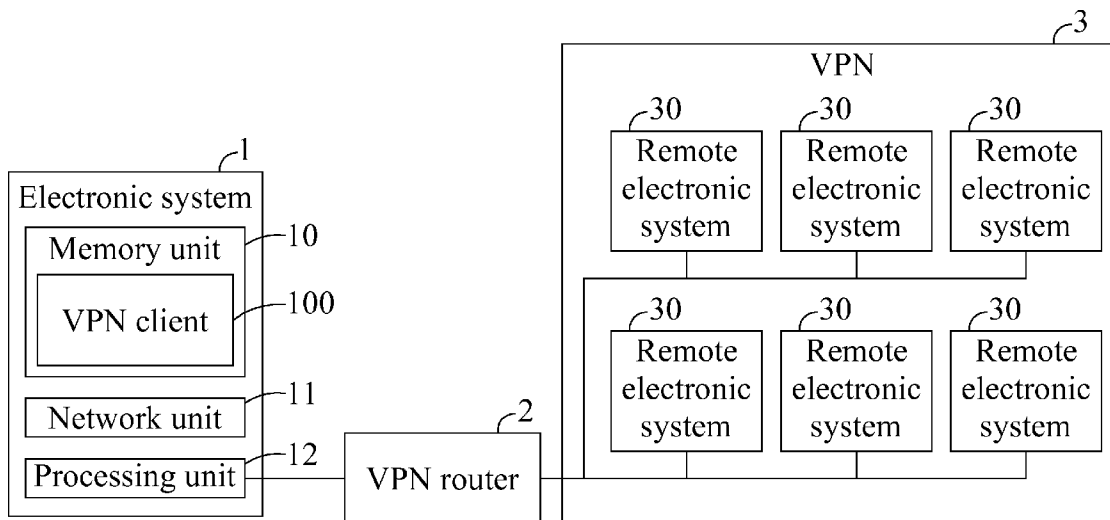 3
VPN
30
30
30
Remote
electronic
system
Remote
electronic
system
Remote
electronic
system
1
Electronic system
Memory unit
10
VPN client
100
Network unit
11
Processing unit
12
2
VPN router
30
30
30
Remote
electronic
system
Remote
electronic
system
Remote
electronic
system